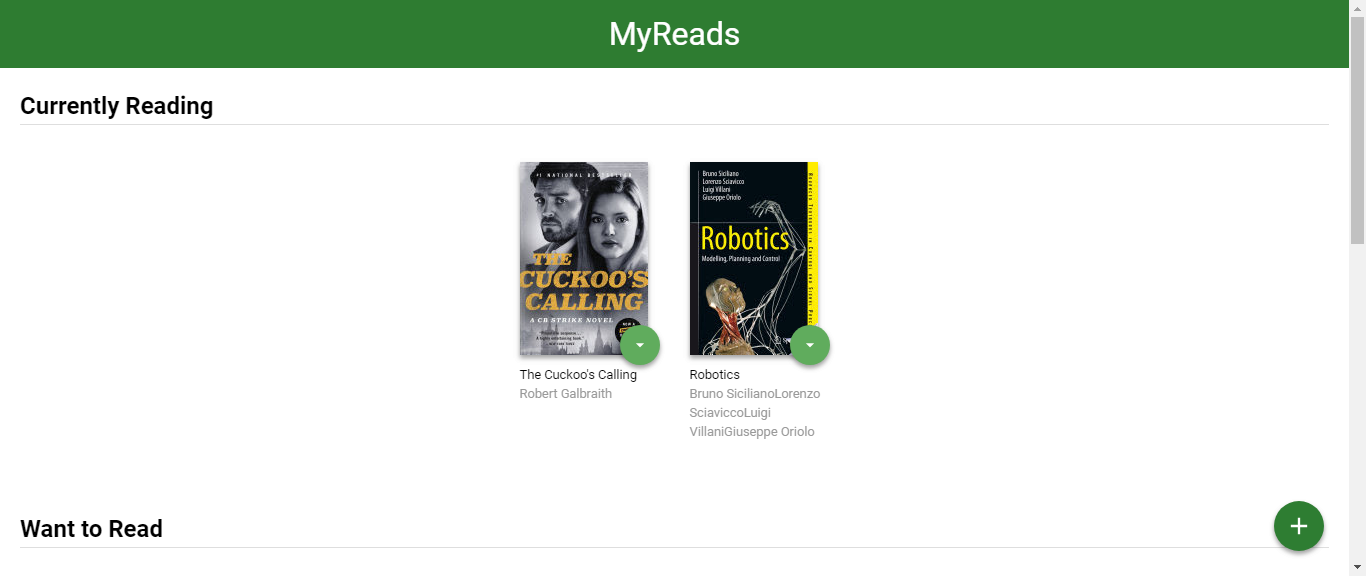 MyReads
Currently Reading
#1 NATIONAL BESTSELLER
THE
CUCKOO'S
CALLING
A CB STRIKE NOVEL
Bruno Siciliano
Lorenzo Sciavicco
Luigi Villani
Giuseppe Oriolo
Robotics
Modelling, Planning and Control
The Cuckoo's Calling
Robert Galbraith
Robotics
Bruno SicilianoLorenzo
SciaviccoLuigi
VillaniGiuseppe Oriolo
Want to Read
+